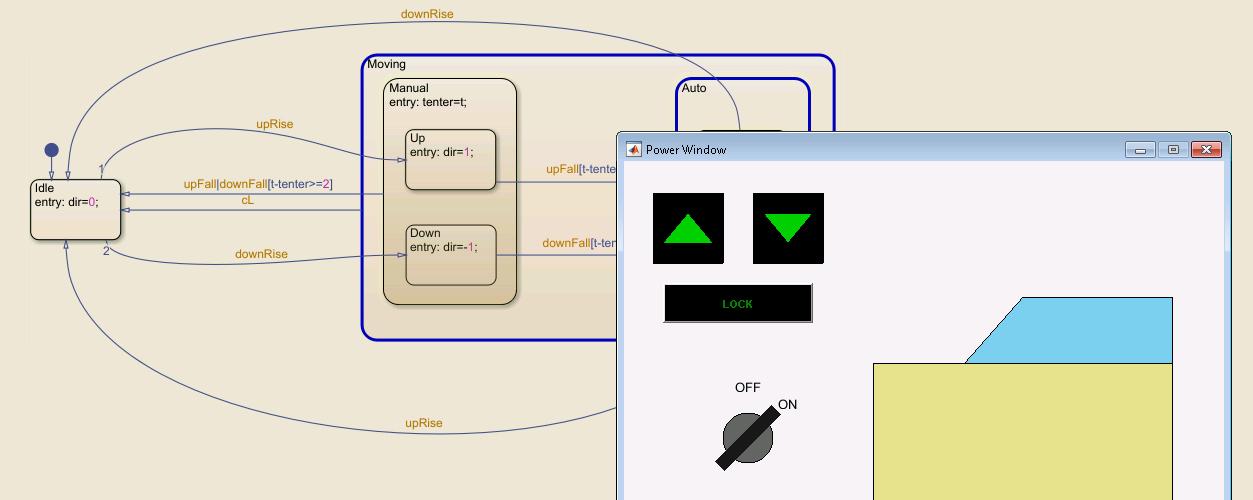 downRise
Moving
Manual
entry: tenter=t;
Auto
upRise
Up
entry: dir=1;
upFall[t-tente
Power Window
1
Idle
entry: dir=0;
upFall|downFall[t-tenter>=2]
cL
2
downRise
Down
entry: dir=-1;
downFall[t-ten
LOCK
OFF
ON
upRise